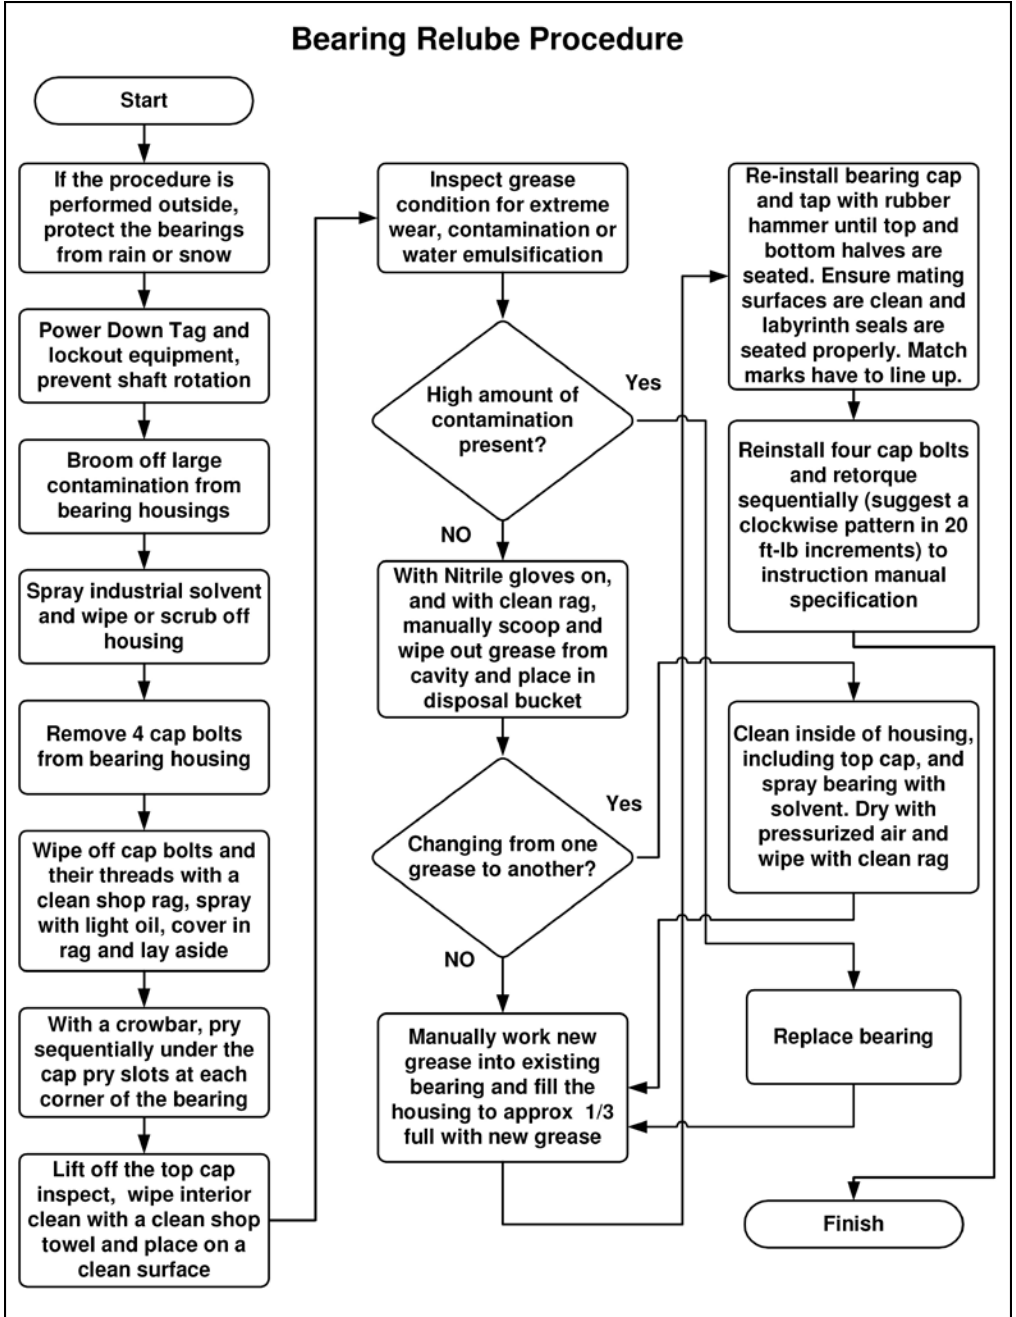 Bearing Relube Procedure
Start
If the procedure is
performed outside,
protect the bearings
from rain or snow
Power Down Tag and
lockout equipment,
prevent shaft rotation
Broom off large
contamination from
bearing housings
Spray industrial solvent
and wipe or scrub off
housing
Remove 4 cap bolts
from bearing housing
Wipe off cap bolts and
their threads with a
clean shop rag, spray
with light oil, cover in
rag and lay aside
With a crowbar, pry
sequentially under the
cap pry slots at each
corner of the bearing
Lift off the top cap
inspect, wipe interior
clean with a clean shop
towel and place on a
clean surface
Inspect grease
condition for extreme
wear, contamination or
water emulsification
High amount of
contamination
present?
Yes
NO
With Nitrile gloves on,
and with clean rag,
manually scoop and
wipe out grease from
cavity and place in
disposal bucket
Changing from one
grease to another?
Yes
NO
Manually work new
grease into existing
bearing and fill the
housing to approx 1/3
full with new grease
Re-install bearing cap
and tap with rubber
hammer until top and
bottom halves are
seated. Ensure mating
surfaces are clean and
labyrinth seals are
seated properly. Match
marks have to line up.
Reinstall four cap bolts
and retorque
sequentially (suggest a
clockwise pattern in 20
ft-lb increments) to
instruction manual
specification
Clean inside of housing,
including top cap, and
spray bearing with
solvent. Dry with
pressurized air and
wipe with clean rag
Replace bearing
Finish